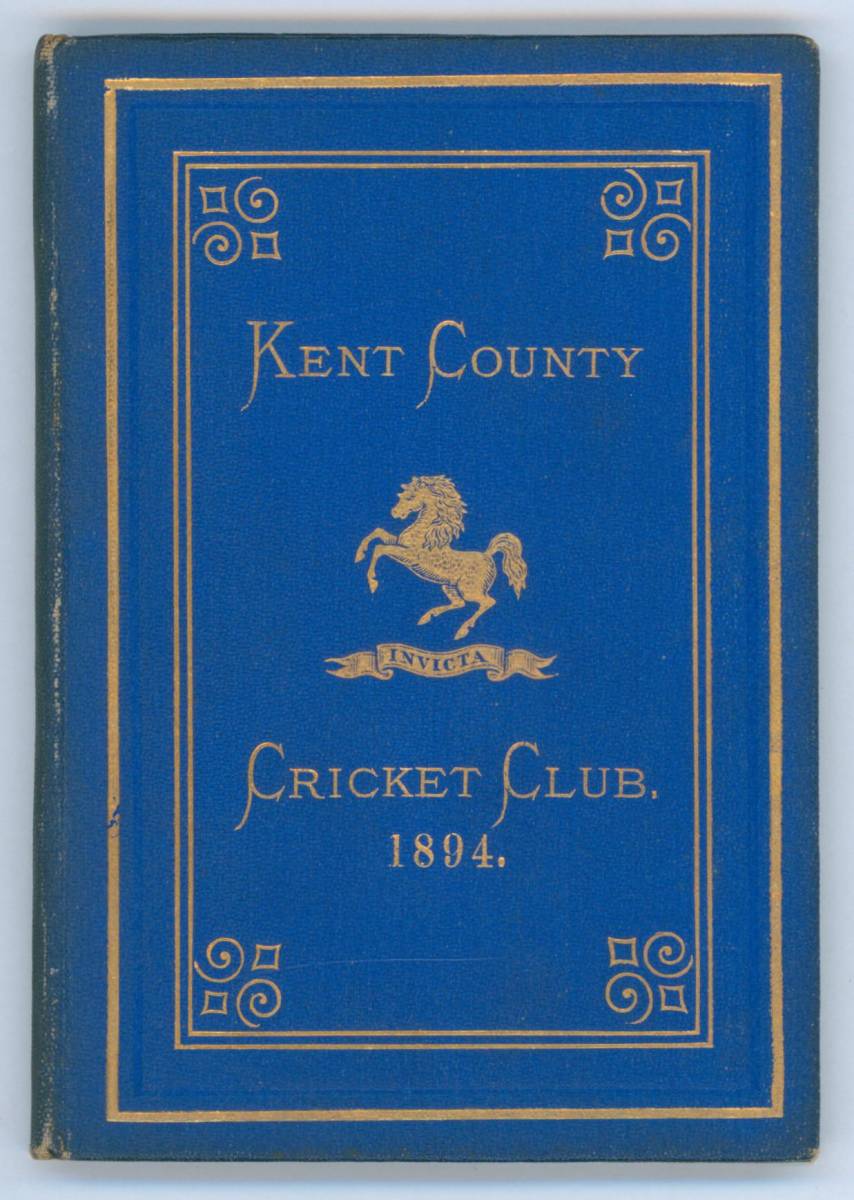 KENT COUNTY
INVICTA
CRICKET CLUB.
1894.